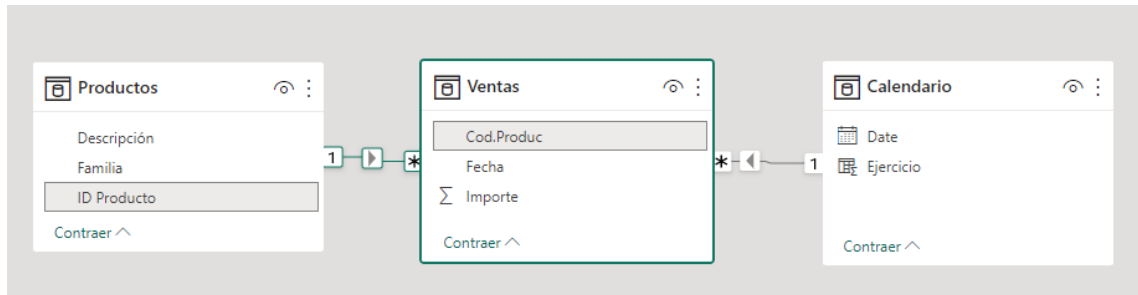 Productos
Descripción
Familia
ID Producto
Contraer
1
*
Ventas
Cod.Produc
Fecha
Σ Importe
Contraer
*
1
Calendario
Date
Ejercicio
Contraer